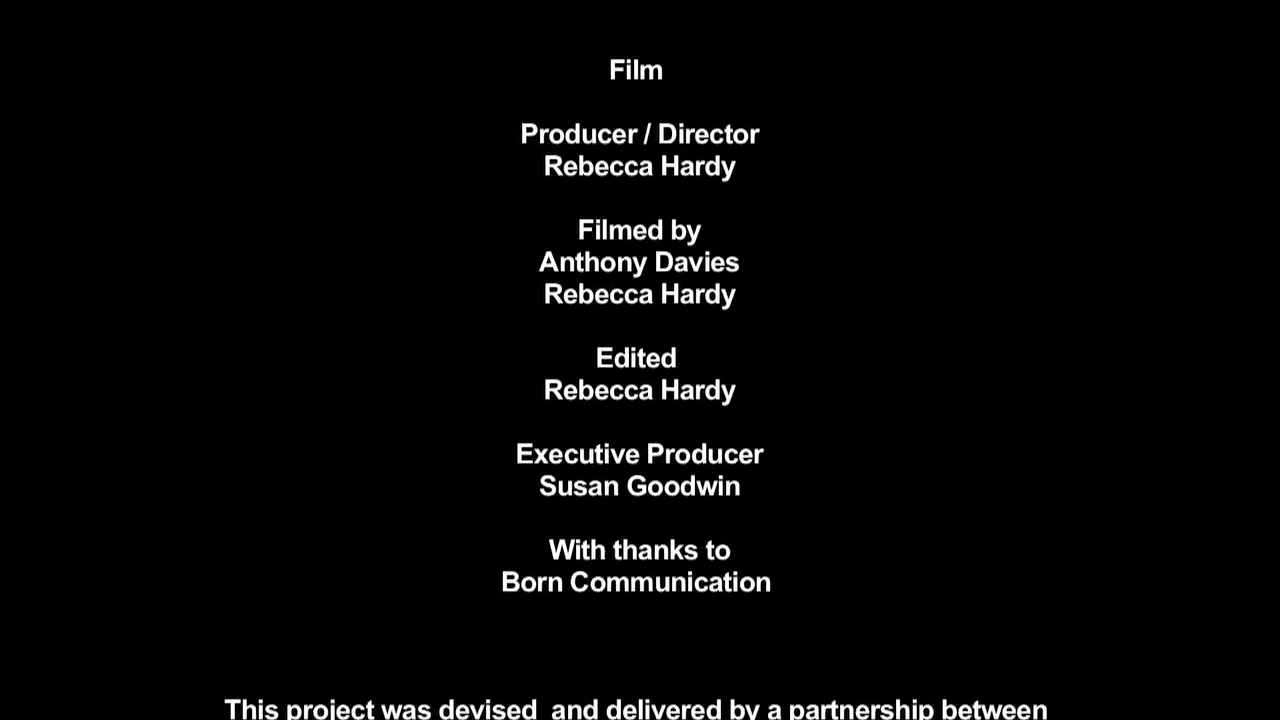 Film
Producer / Director
Rebecca Hardy
Filmed by
Anthony Davies
Rebecca Hardy
Edited
Rebecca Hardy
Executive Producer
Susan Goodwin
With thanks to
Born Communication
This project was devised and delivered by a partnership between